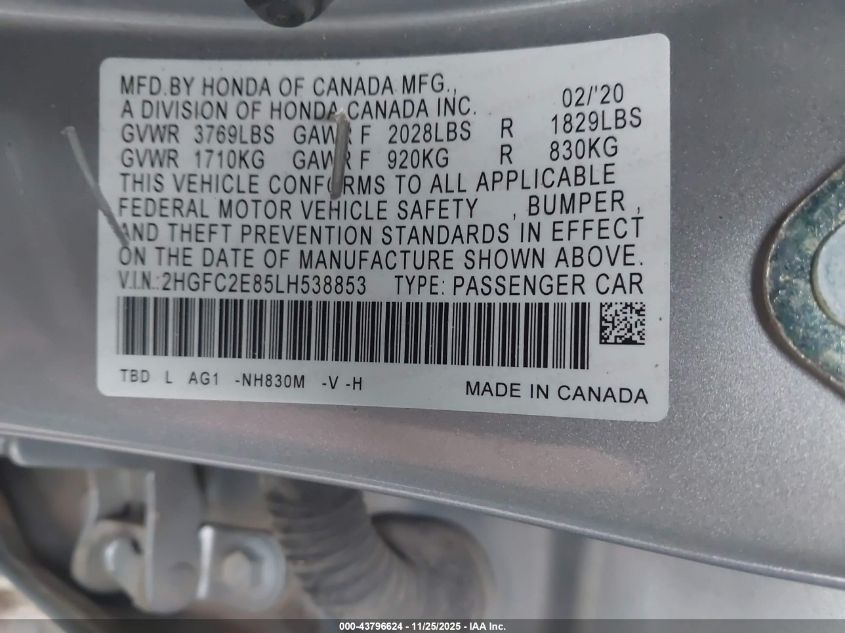 MFD.BY HONDA OF CANADA MFG.,
A DIVISION OF HONDA CANADA INC. 02/'20
GVWR 3769LBS GAWR F 2028LBS R 1829LBS
GVWR 1710KG GAWR F 920KG R 830KG
THIS VEHICLE CONFORMS TO ALL APPLICABLE
FEDERAL MOTOR VEHICLE SAFETY , BUMPER ,
AND THEFT PREVENTION STANDARDS IN EFFECT
ON THE DATE OF MANUFACTURE SHOWN ABOVE.
V.I.N.:2HGFC2E85LH538853 TYPE: PASSENGER CAR
TBD L AG1 -NH830M -V -H MADE IN CANADA
000-43796624 - 11/25/2025 - IAA Inc.